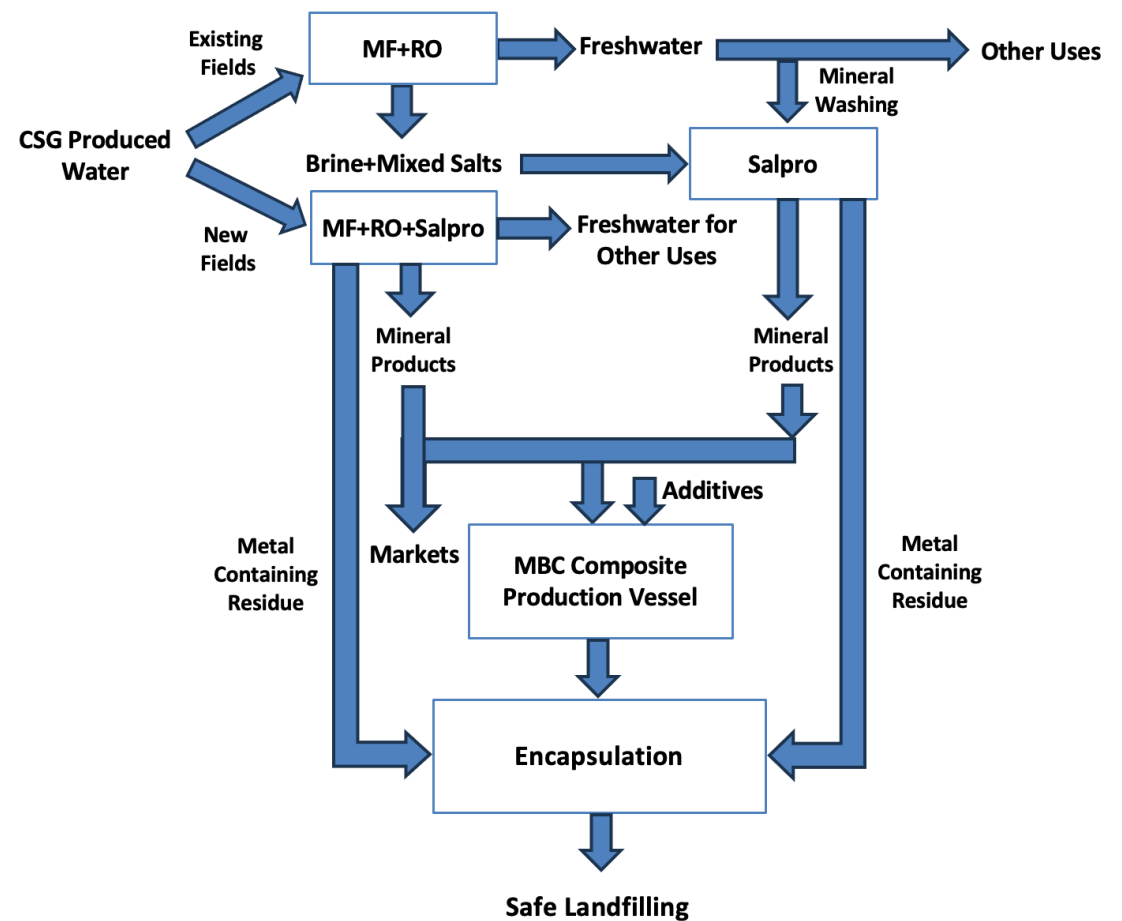 Existing
Fields
MF+RO
Freshwater
Other Uses
Mineral
Washing
CSG Produced
Water
Brine+Mixed Salts
Salpro
New
Fields
MF+RO+Salpro
Freshwater for
Other Uses
Mineral
Products
Mineral
Products
Additives
Markets
MBC Composite
Production Vessel
Metal
Containing
Residue
Metal
Containing
Residue
Encapsulation
Safe Landfilling